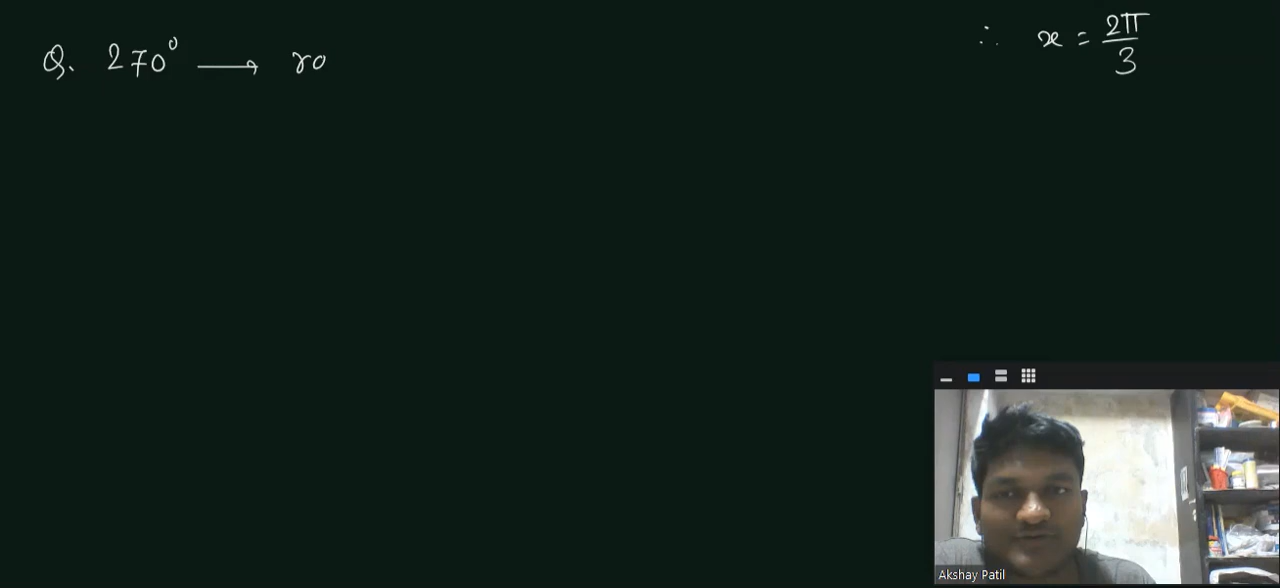 Q. 270° ⟶ ro
∴ x = 2π/3
Akshay Patil